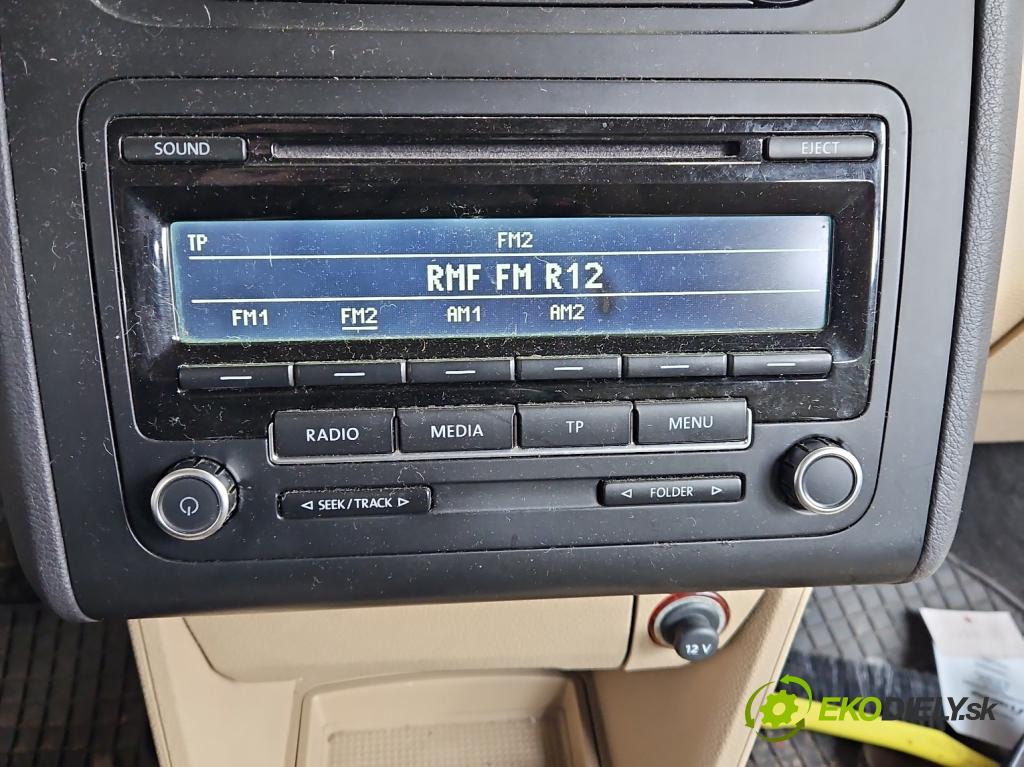 SOUND EJECT
TP FM2
RMF FM R12
FM1 FM2 AM1 AM2
RADIO MEDIA TP MENU
SEEK/TRACK FOLDER
12 V
EKODIELY.sk